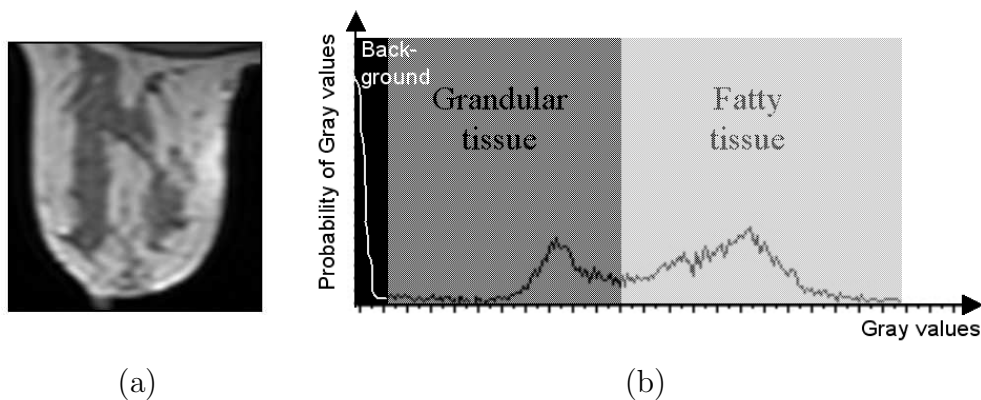 Probability of Gray values
Back-
ground
Grandular
tissue
Fatty
tissue
Gray values
(a)
(b)